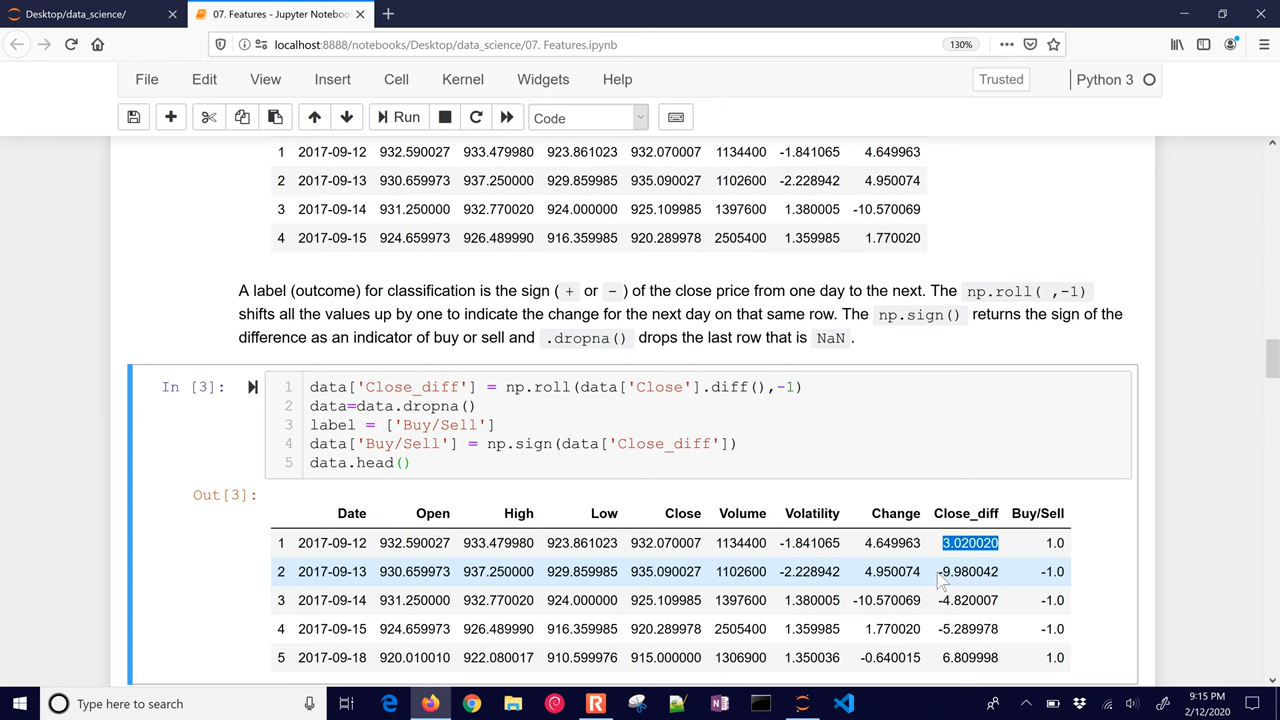 Desktop/data_science/
07. Features - Jupyter Notebook
localhost:8888/notebooks/Desktop/data_science/07. Features.ipynb
130%
File Edit View Insert Cell Kernel Widgets Help
Trusted
Python 3
Run
Code
1 2017-09-12 932.590027 933.479980 923.861023 932.070007 1134400 -1.841065 4.649963
2 2017-09-13 930.659973 937.250000 929.859985 935.090027 1102600 -2.228942 4.950074
3 2017-09-14 931.250000 932.770020 924.000000 925.109985 1397600 1.380005 -10.570069
4 2017-09-15 924.659973 926.489990 916.359985 920.289978 2505400 1.359985 1.770020
A label (outcome) for classification is the sign ( + or - ) of the close price from one day to the next. The np.roll( ,-1)
shifts all the values up by one to indicate the change for the next day on that same row. The np.sign() returns the sign of the
difference as an indicator of buy or sell and .dropna() drops the last row that is NaN .
In [3]:
1 data['Close_diff'] = np.roll(data['Close'].diff(),-1)
2 data=data.dropna()
3 label = ['Buy/Sell']
4 data['Buy/Sell'] = np.sign(data['Close_diff'])
5 data.head()
Out[3]:
Date Open High Low Close Volume Volatility Change Close_diff Buy/Sell
1 2017-09-12 932.590027 933.479980 923.861023 932.070007 1134400 -1.841065 4.649963 3.020020 1.0
2 2017-09-13 930.659973 937.250000 929.859985 935.090027 1102600 -2.228942 4.950074 -9.980042 -1.0
3 2017-09-14 931.250000 932.770020 924.000000 925.109985 1397600 1.380005 -10.570069 -4.820007 -1.0
4 2017-09-15 924.659973 926.489990 916.359985 920.289978 2505400 1.359985 1.770020 -5.289978 -1.0
5 2017-09-18 920.010010 922.080017 910.599976 915.000000 1306900 1.350036 -0.640015 6.809998 1.0
Type here to search
9:15 PM
2/12/2020